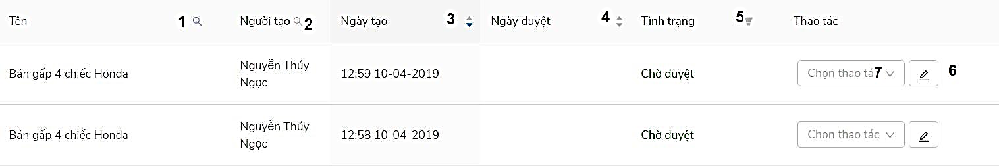 Tên 1 Người tạo 2 Ngày tạo 3 Ngày duyệt 4 Tình trạng 5 Thao tác
Bán gấp 4 chiếc Honda Nguyễn Thúy Ngọc 12:59 10-04-2019 Chờ duyệt Chọn thao tác 7 6
Bán gấp 4 chiếc Honda Nguyễn Thúy Ngọc 12:58 10-04-2019 Chờ duyệt Chọn thao tác